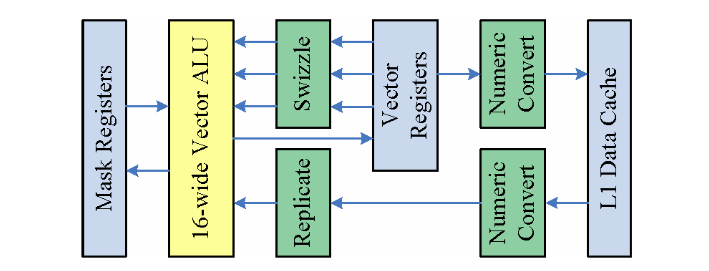 Mask Registers
16-wide Vector ALU
Swizzle
Replicate
Vector
Registers
Numeric
Convert
Numeric
Convert
L1 Data Cache